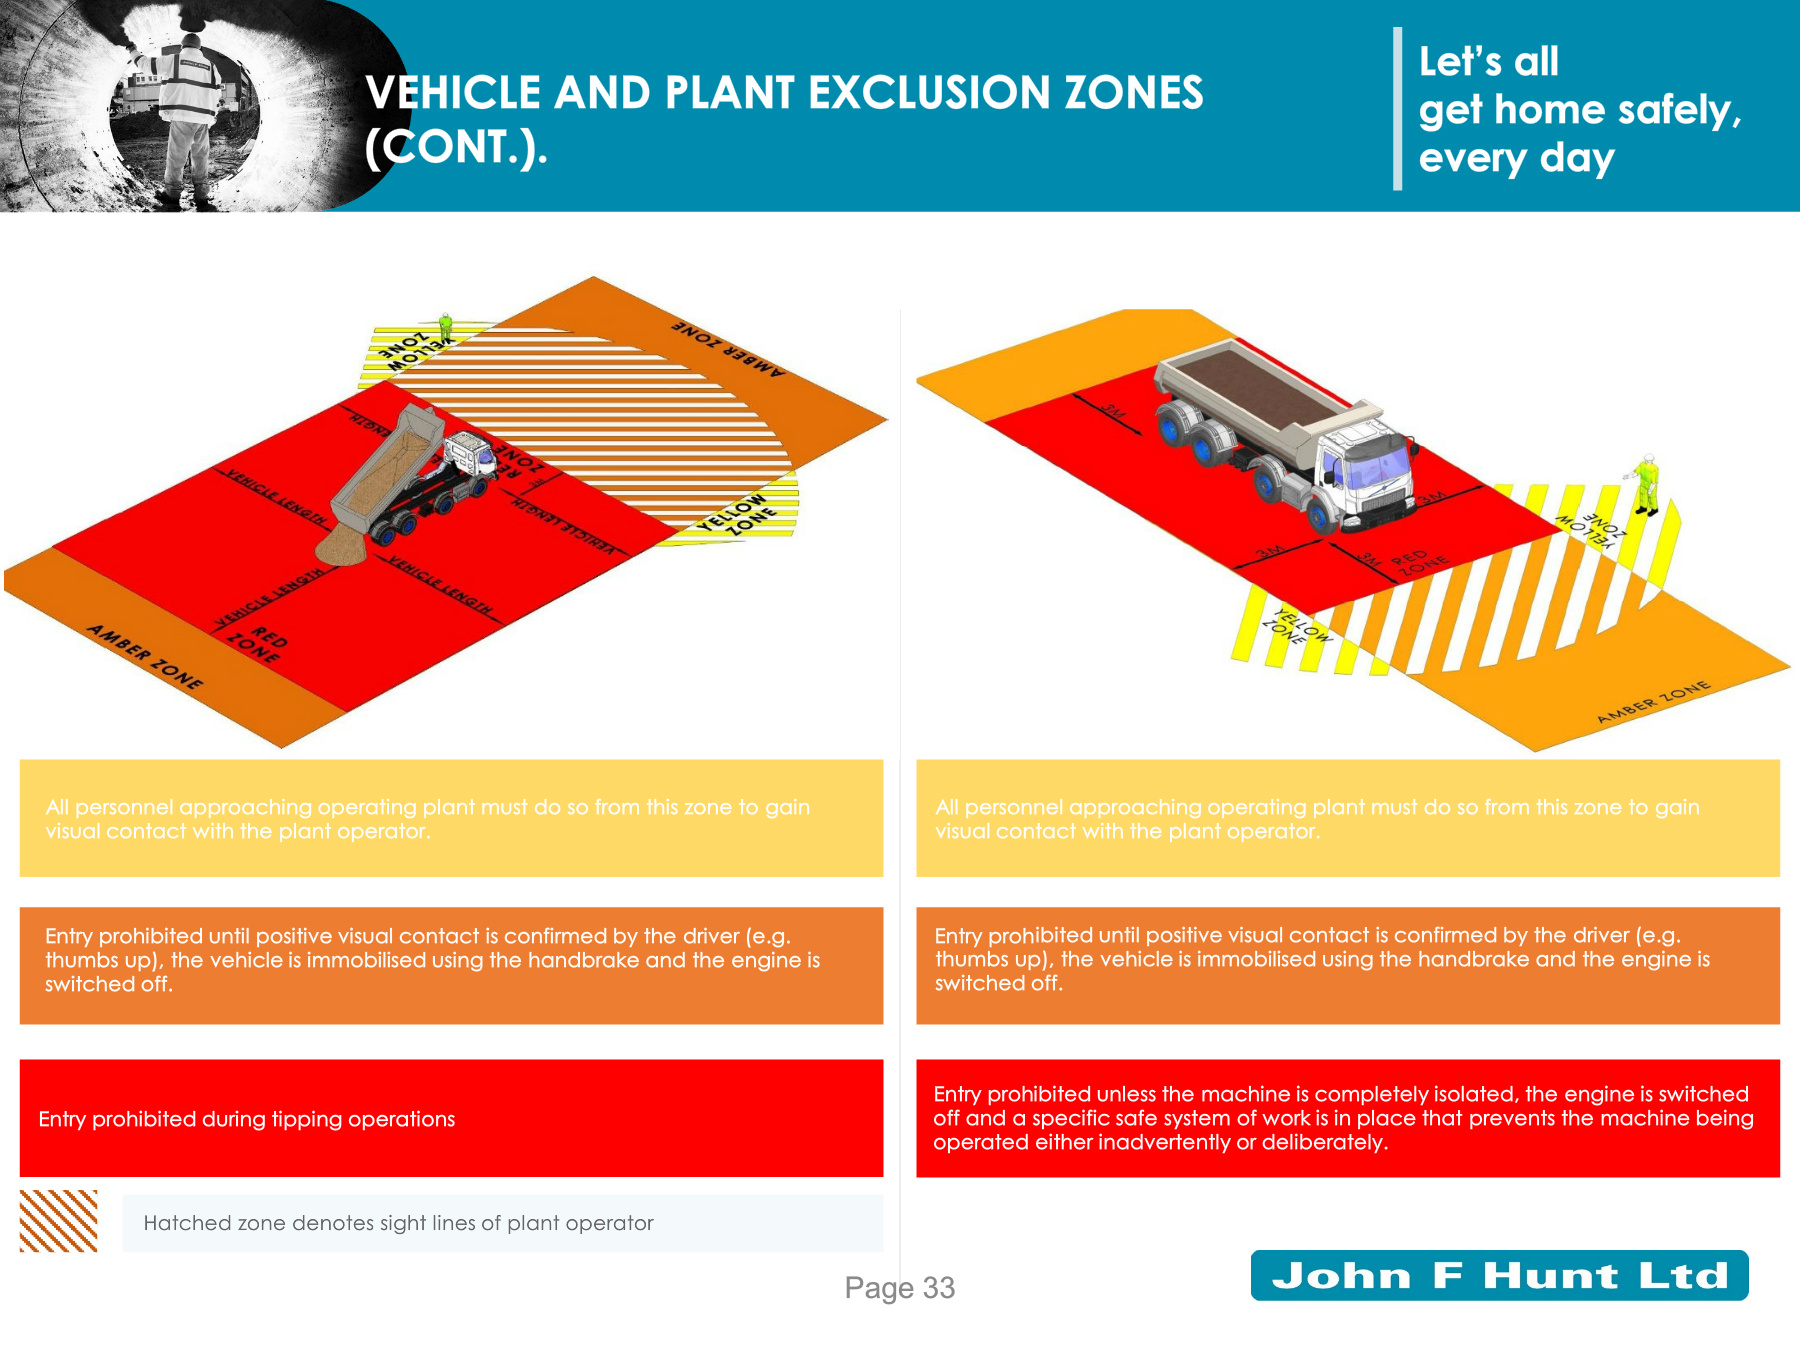 VEHICLE AND PLANT EXCLUSION ZONES
(CONT.).
Let's all
get home safely,
every day
YELLOW
ZONE
AMBER ZONE
VEHICLE LENGTH
VEHICLE LENGTH
VEHICLE LENGTH
VEHICLE LENGTH
YELLOW
ZONE
RED
ZONE
AMBER ZONE
3M
3M
3M
3M
RED
ZONE
YELLOW
ZONE
YELLOW
ZONE
AMBER ZONE
All personnel approaching operating plant must do so from this zone to gain
visual contact with the plant operator.
Entry prohibited until positive visual contact is confirmed by the driver (e.g.
thumbs up), the vehicle is immobilised using the handbrake and the engine is
switched off.
Entry prohibited during tipping operations
Hatched zone denotes sight lines of plant operator
All personnel approaching operating plant must do so from this zone to gain
visual contact with the plant operator.
Entry prohibited until positive visual contact is confirmed by the driver (e.g.
thumbs up), the vehicle is immobilised using the handbrake and the engine is
switched off.
Entry prohibited unless the machine is completely isolated, the engine is switched
off and a specific safe system of work is in place that prevents the machine being
operated either inadvertently or deliberately.
Page 33
John F Hunt Ltd